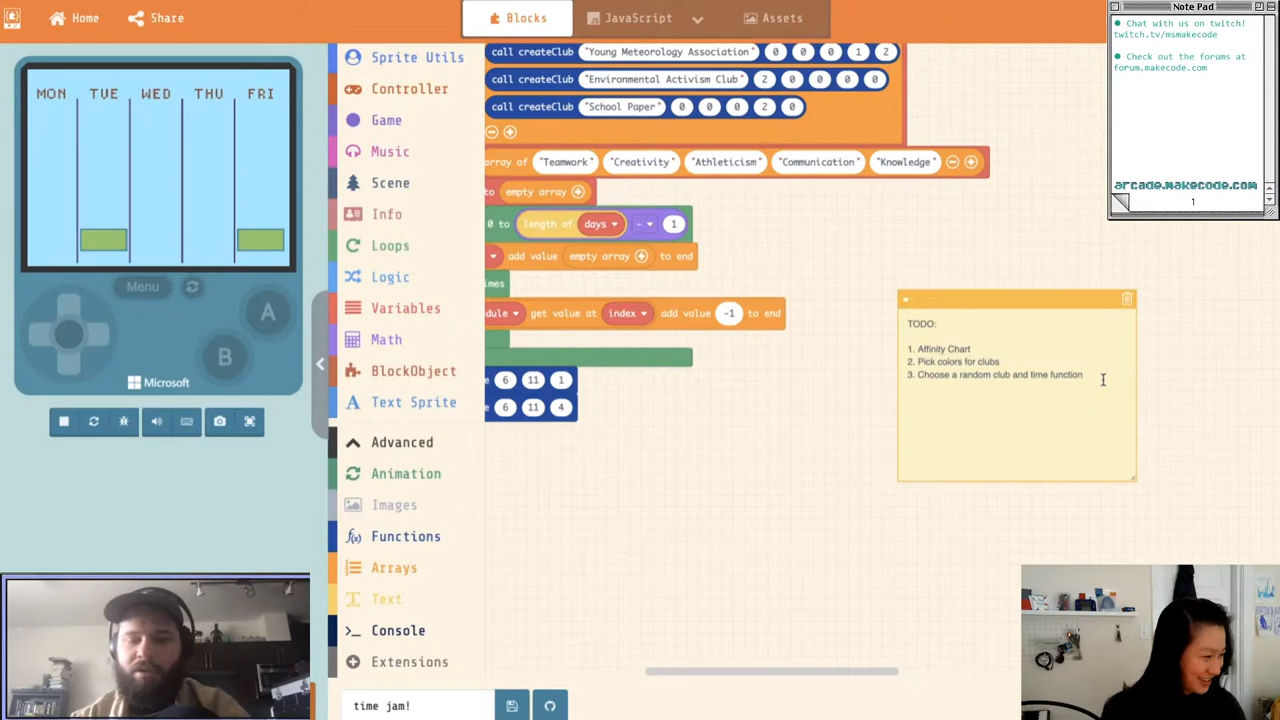 Home
Share
Blocks
JavaScript
Assets
Note Pad
Chat with us on twitch!
twitch.tv/msmakecode
Check out the forums at
forum.makecode.com
arcade.makecode.com
1
MON TUE WED THU FRI
Menu
A
B
Microsoft
Sprite Utils
Controller
Game
Music
Scene
Info
Loops
Logic
Variables
Math
BlockObject
Text Sprite
Advanced
Animation
Images
Functions
Arrays
Text
Console
Extensions
call createClub "Young Meteorology Association" 0 0 0 1 2
call createClub "Environmental Activism Club" 2 0 0 0 0
call createClub "School Paper" 0 0 0 2 0
array of "Teamwork" "Creativity" "Athleticism" "Communication" "Knowledge"
to empty array
0 to length of days - 1
add value empty array to end
imes
dule get value at index add value -1 to end
e 6 11 1
e 6 11 4
TODO:
1. Affinity Chart
2. Pick colors for clubs
3. Choose a random club and time function
time jam!